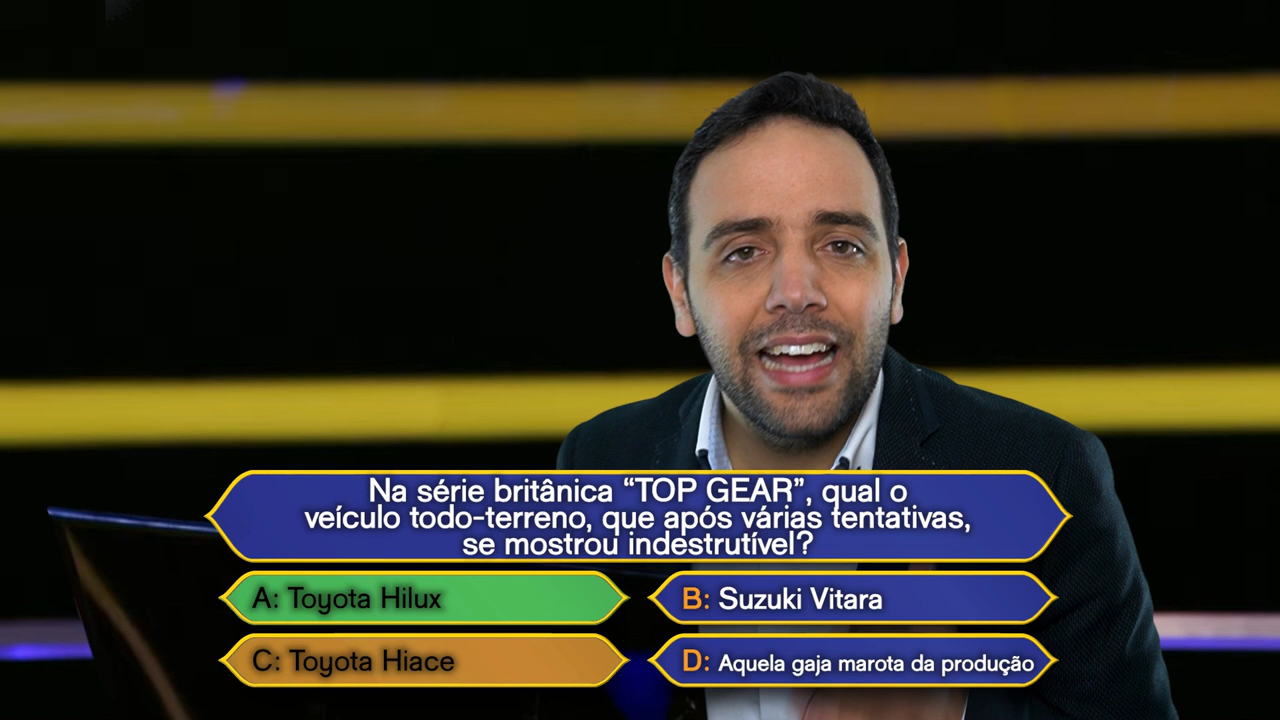 Na série britânica “TOP GEAR”, qual o
veículo todo-terreno, que após várias tentativas,
se mostrou indestrutível?
A: Toyota Hilux
B: Suzuki Vitara
C: Toyota Hiace
D: Aquela gaja marota da produção